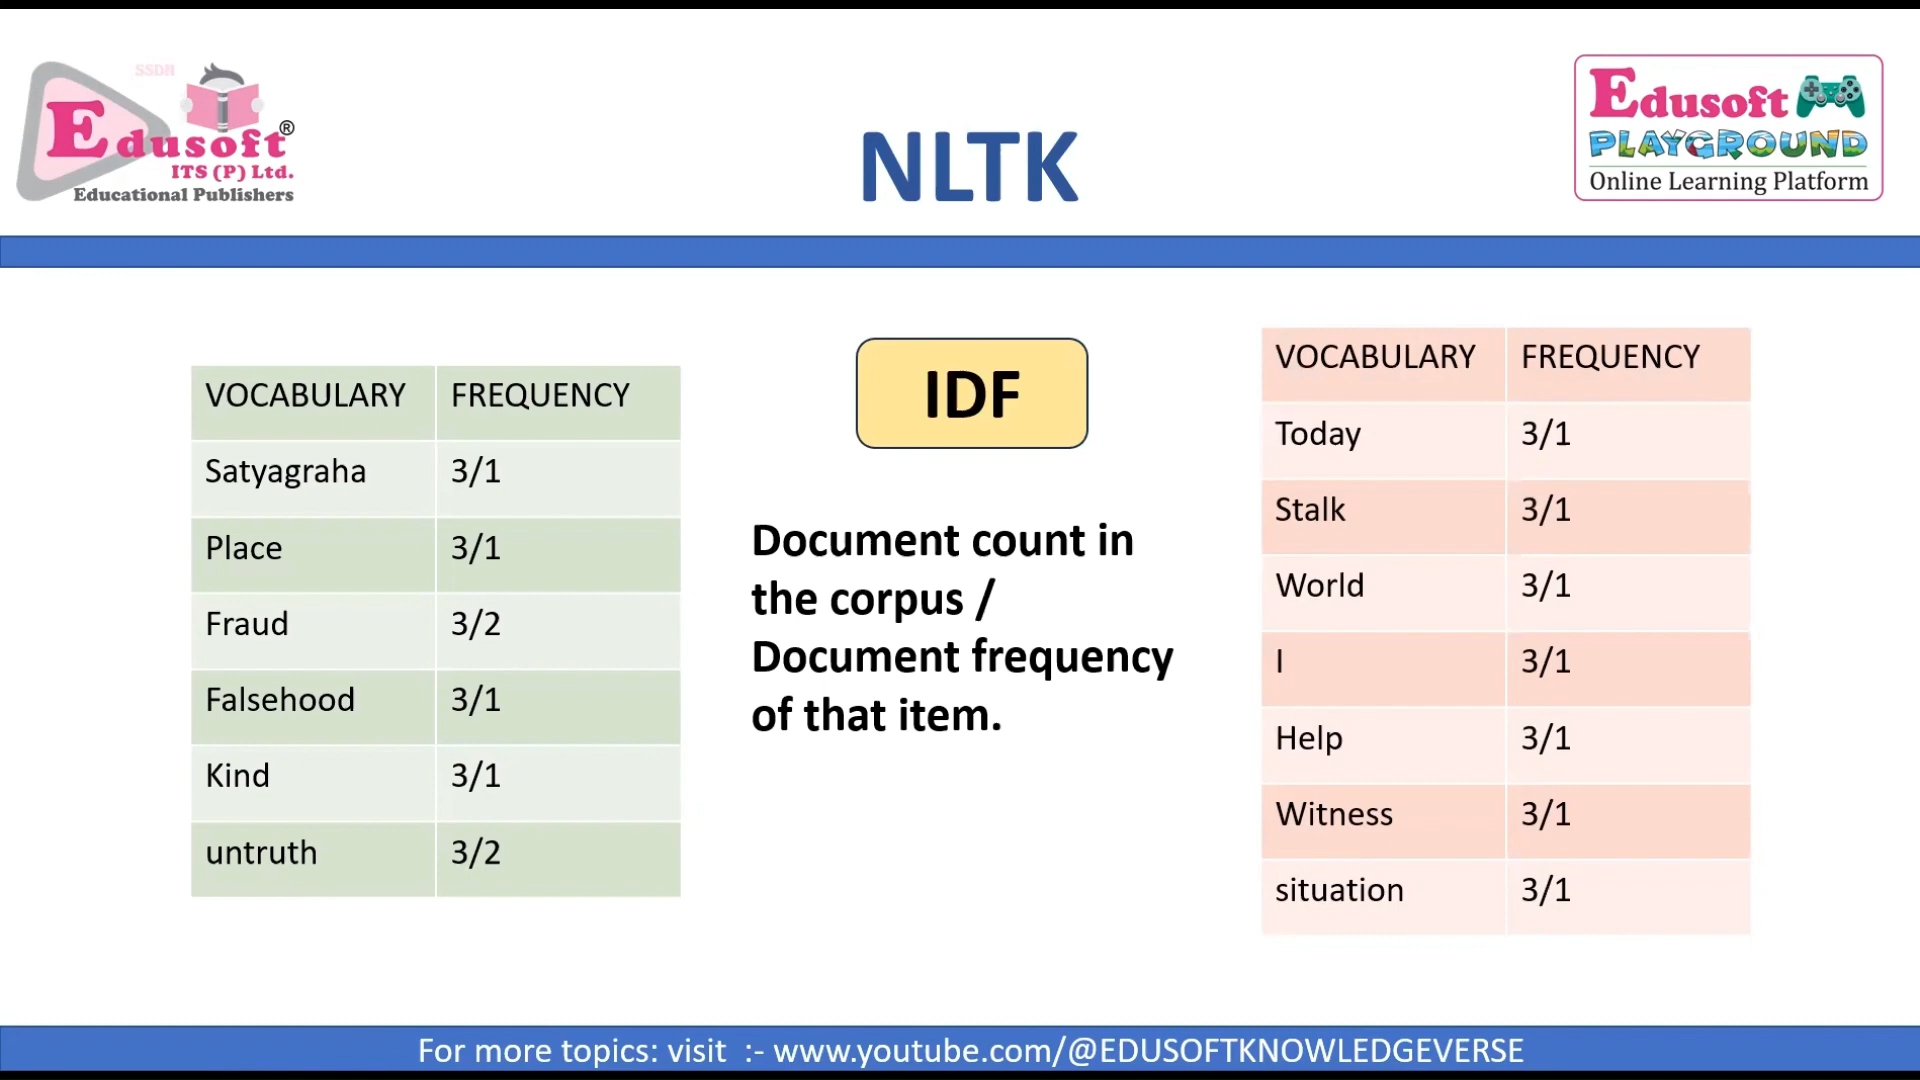 SSDN
Edusoft®
ITS (P) Ltd.
Educational Publishers
NLTK
Edusoft
PLAYGROUND
Online Learning Platform
VOCABULARY FREQUENCY
Satyagraha 3/1
Place 3/1
Fraud 3/2
Falsehood 3/1
Kind 3/1
untruth 3/2
IDF
Document count in
the corpus /
Document frequency
of that item.
VOCABULARY FREQUENCY
Today 3/1
Stalk 3/1
World 3/1
I 3/1
Help 3/1
Witness 3/1
situation 3/1
For more topics: visit :- www.youtube.com/@EDUSOFTKNOWLEDGEVERSE